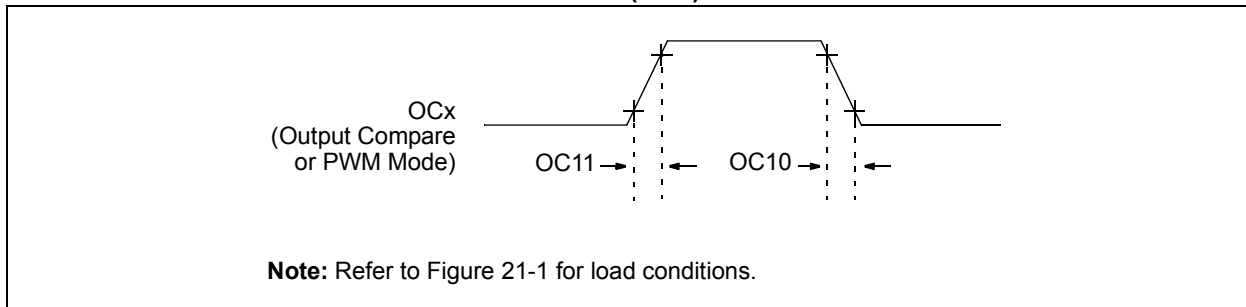 OCx
(Output Compare
or PWM Mode)
OC11
OC10
Note: Refer to Figure 21-1 for load conditions.